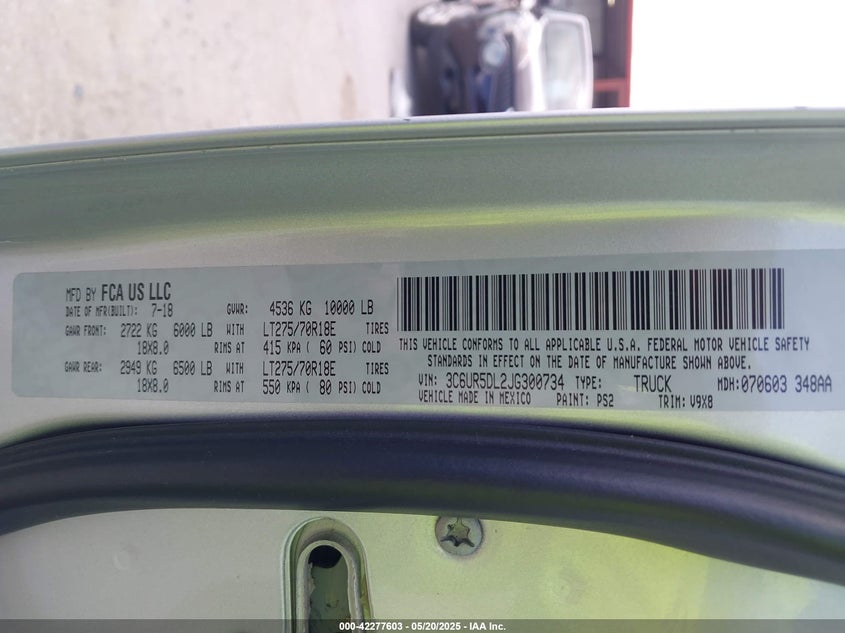 MFD BY FCA US LLC
DATE OF MFR(BUILT): 7-18 GVWR: 4536 KG 10000 LB
GAWR FRONT: 2722 KG 6000 LB WITH LT275/70R18E TIRES
18X8.0 RIMS AT 415 KPA ( 60 PSI) COLD
GAWR REAR: 2949 KG 6500 LB WITH LT275/70R18E TIRES
18X8.0 RIMS AT 550 KPA ( 80 PSI) COLD
THIS VEHICLE CONFORMS TO ALL APPLICABLE U.S.A. FEDERAL MOTOR VEHICLE SAFETY
STANDARDS IN EFFECT ON THE DATE OF MANUFACTURE SHOWN ABOVE.
VIN: 3C6UR5DL2JG300734 TYPE: TRUCK MDH: 070603 348AA
VEHICLE MADE IN MEXICO PAINT: PS2 TRIM: V9X8
000-42277603 - 05/20/2025 - IAA Inc.